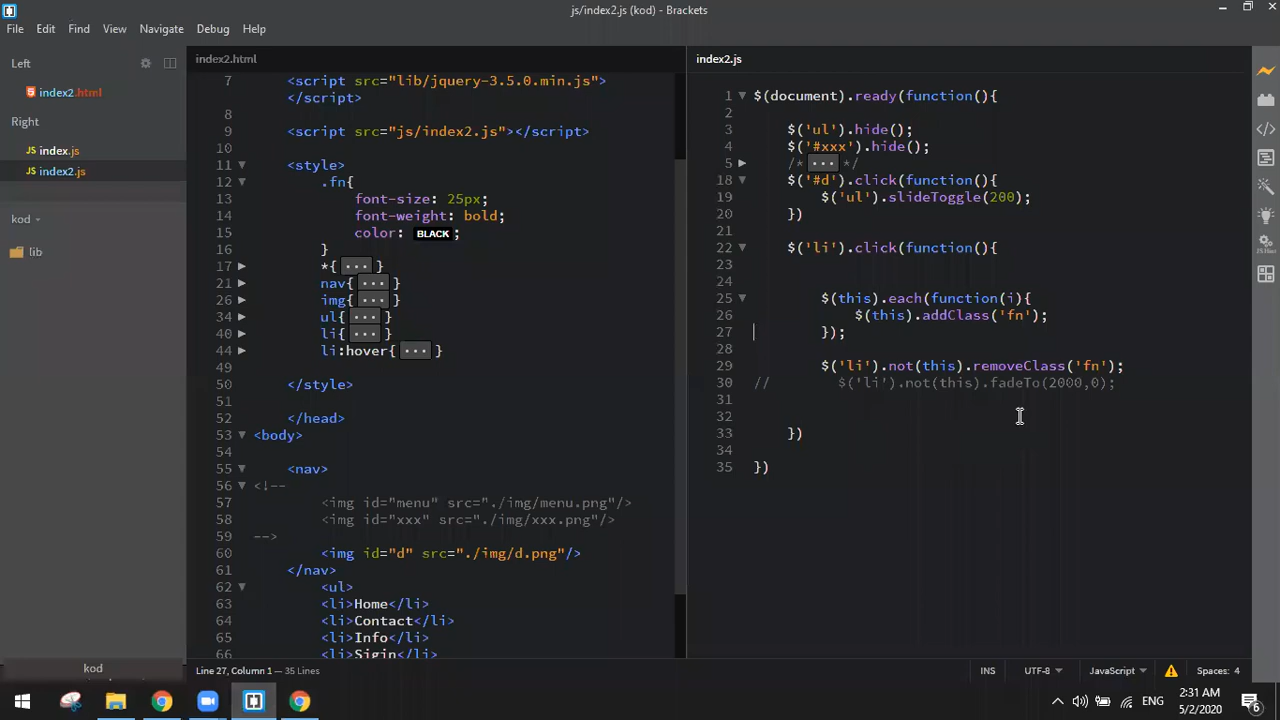 js/index2.js (kod) - Brackets
File Edit Find View Navigate Debug Help
Left
index2.html
Right
index.js
index2.js
kod
lib
kod
index2.html
7 <script src="lib/jquery-3.5.0.min.js">
</script>
8
9 <script src="js/index2.js"></script>
10
11 <style>
12 .fn{
13 font-size: 25px;
14 font-weight: bold;
15 color: BLACK;
16 }
17 *{ ... }
21 nav{ ... }
26 img{ ... }
34 ul{ ... }
40 li{ ... }
44 li:hover{ ... }
49
50 </style>
51
52 </head>
53 <body>
54
55 <nav>
56 <!--
57 <img id="menu" src="./img/menu.png"/>
58 <img id="xxx" src="./img/xxx.png"/>
59 -->
60 <img id="d" src="./img/d.png"/>
61 </nav>
62 <ul>
63 <li>Home</li>
64 <li>Contact</li>
65 <li>Info</li>
66 <li>Sigin</li>
index2.js
1 $(document).ready(function(){
2
3 $('ul').hide();
4 $('#xxx').hide();
5 /* ... */
18 $('#d').click(function(){
19 $('ul').slideToggle(200);
20 })
21
22 $('li').click(function(){
23
24
25 $(this).each(function(i){
26 $(this).addClass('fn');
27 });
28
29 $('li').not(this).removeClass('fn');
30 // $('li').not(this).fadeTo(2000,0);
31
32
33 })
34
35 })
Line 27, Column 1 — 35 Lines
INS UTF-8 JavaScript Spaces: 4
ENG
2:31 AM
5/2/2020
6